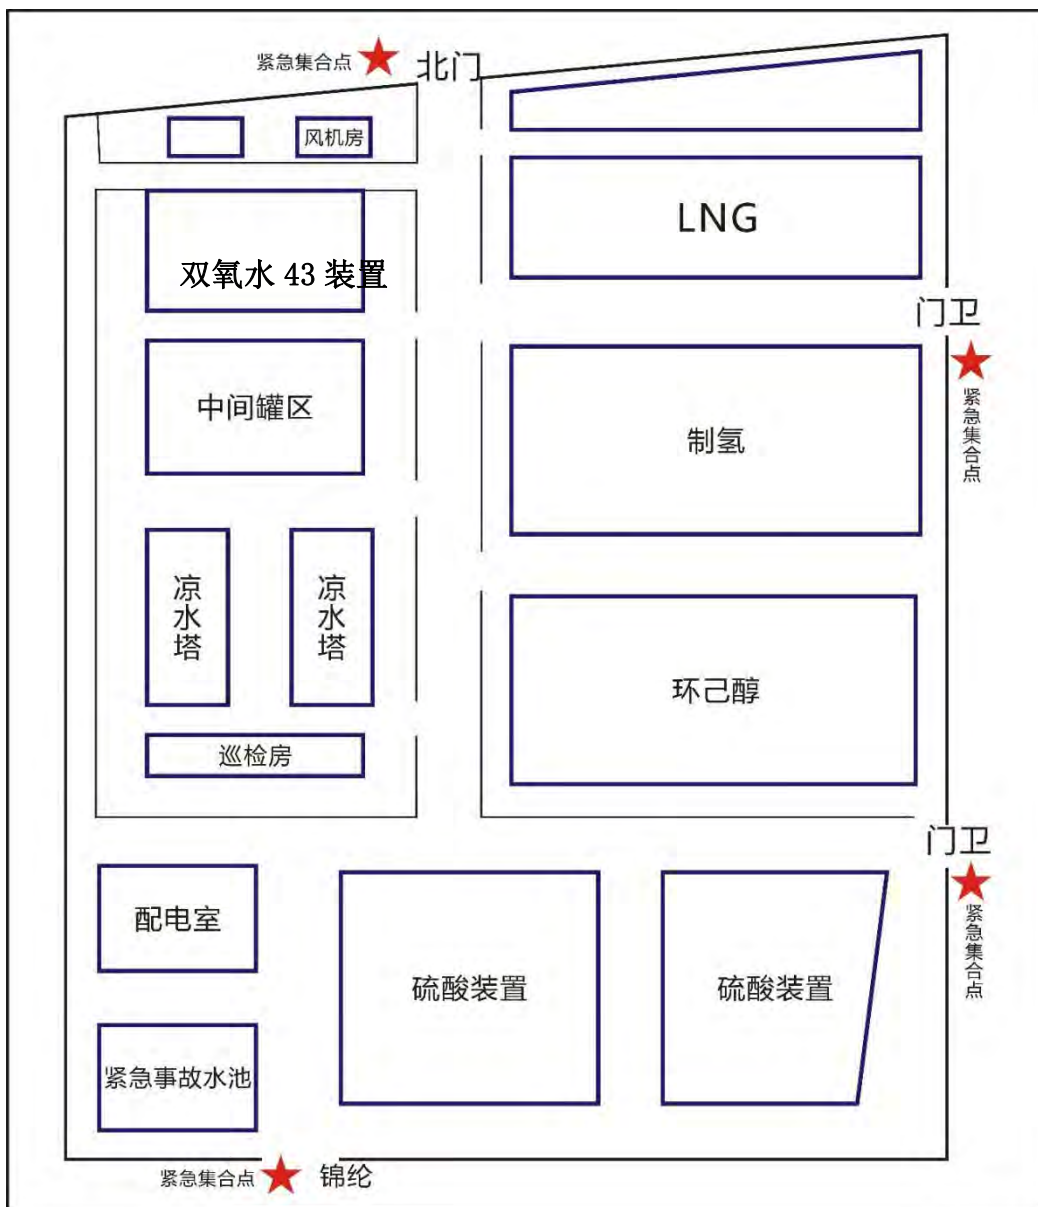 紧急集合点
北门
风机房
LNG
双氧水 43 装置
门卫
紧急集合点
中间罐区
制氢
凉水塔
凉水塔
环己醇
巡检房
门卫
紧急集合点
配电室
硫酸装置
硫酸装置
紧急事故水池
紧急集合点
锦纶